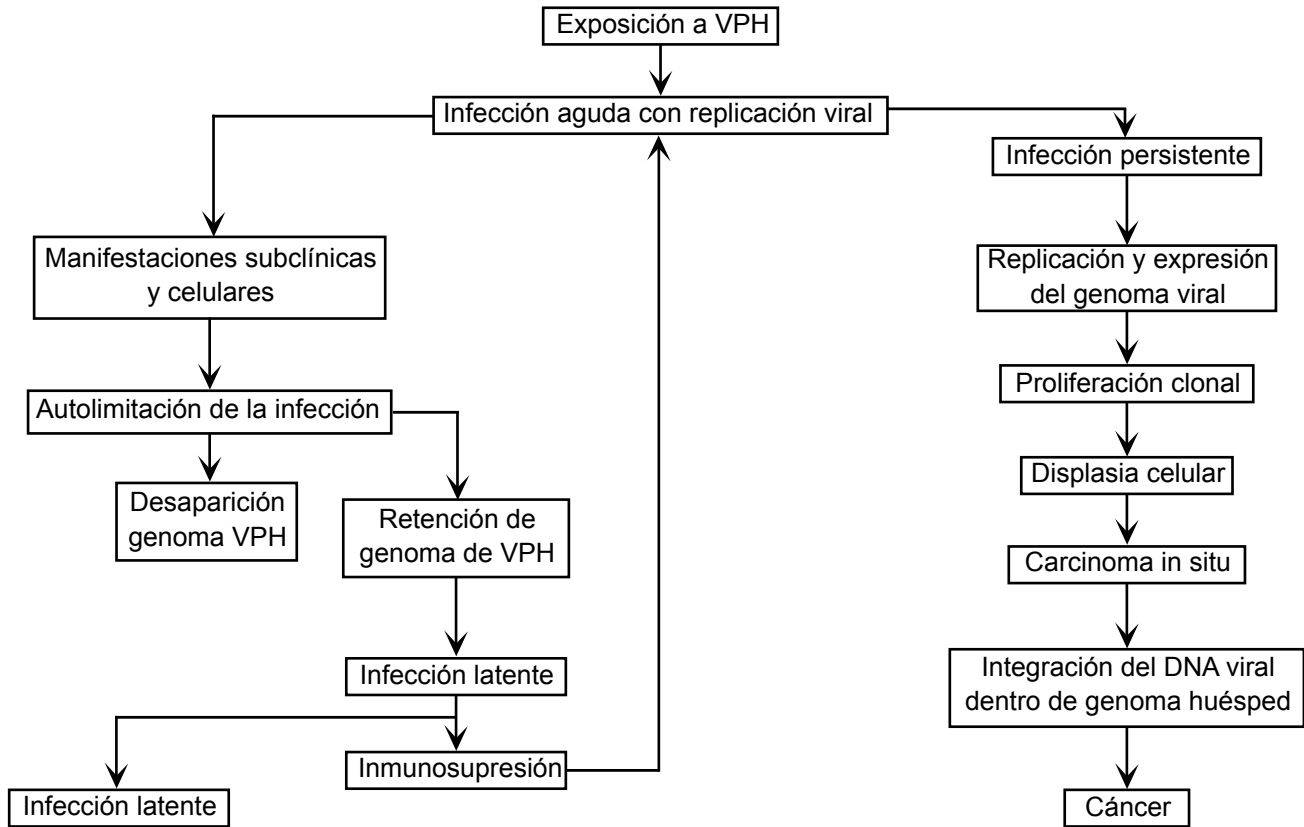 Exposición a VPH
Infección aguda con replicación viral
Infección persistente
Manifestaciones subclínicas
y celulares
Replicación y expresión
del genoma viral
Autolimitación de la infección
Proliferación clonal
Desaparición
genoma VPH
Retención de
genoma de VPH
Displasia celular
Carcinoma in situ
Infección latente
Integración del DNA viral
dentro de genoma huésped
Inmunosupresión
Infección latente
Cáncer